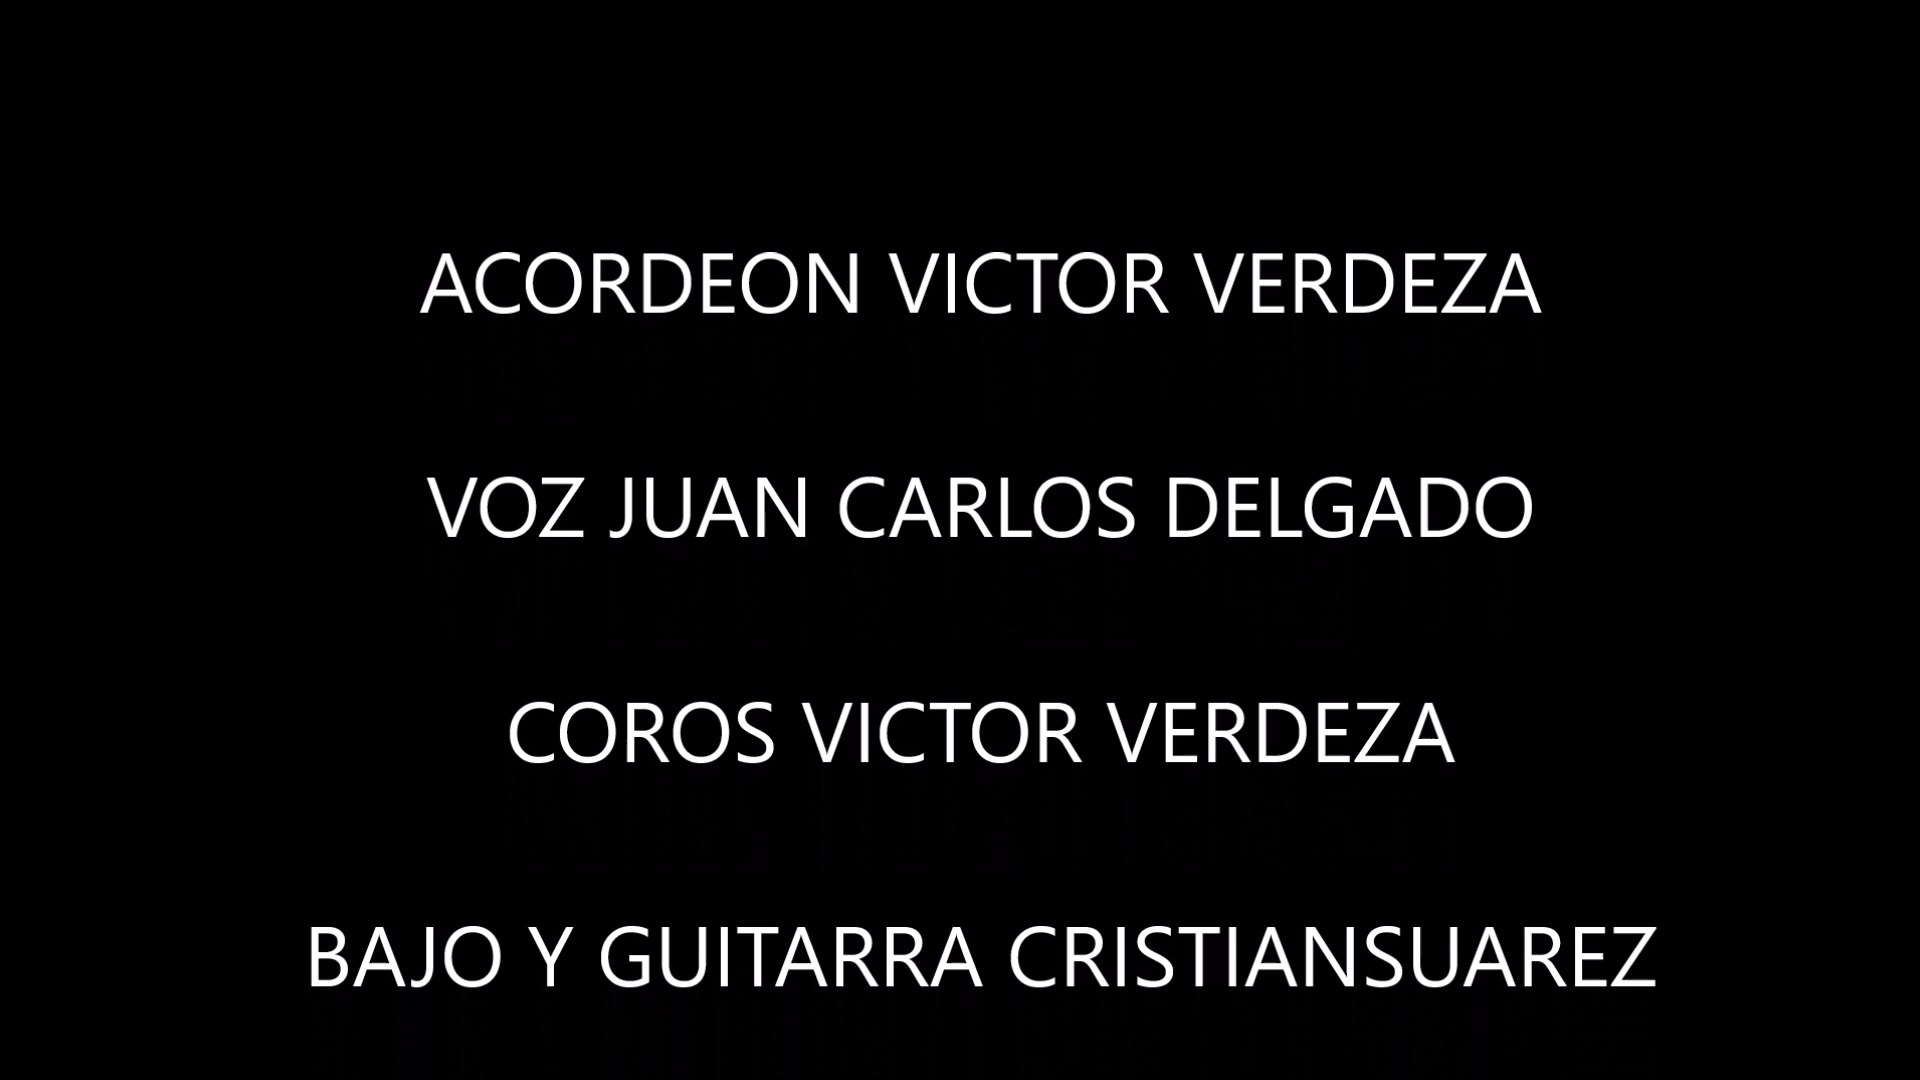 ACORDEON VICTOR VERDEZA
VOZ JUAN CARLOS DELGADO
COROS VICTOR VERDEZA
BAJO Y GUITARRA CRISTIANSUAREZ